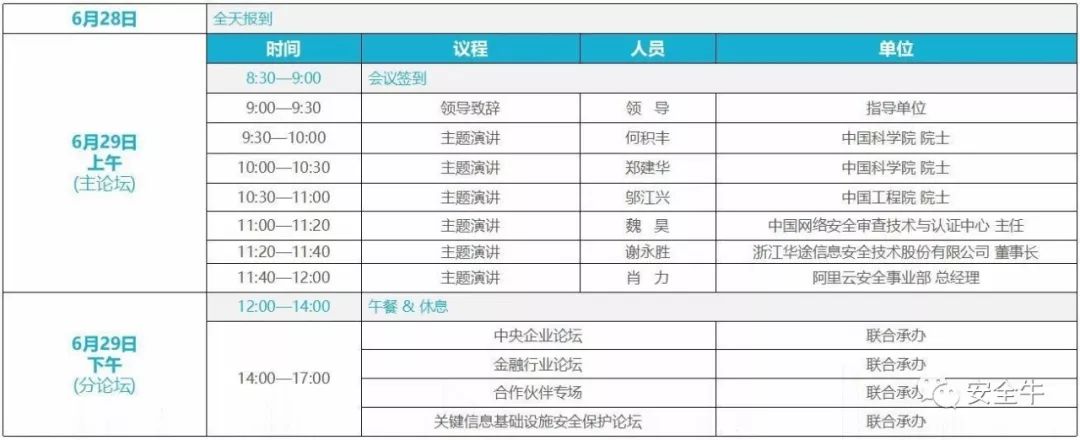 6月28日 全天报到
时间 议程 人员 单位
8:30—9:00 会议签到
9:00—9:30 领导致辞 领 导 指导单位
6月29日
上午
(主论坛)
9:30—10:00 主题演讲 何积丰 中国科学院 院士
10:00—10:30 主题演讲 郑建华 中国科学院 院士
10:30—11:00 主题演讲 邬江兴 中国工程院 院士
11:00—11:20 主题演讲 魏 昊 中国网络安全审查技术与认证中心 主任
11:20—11:40 主题演讲 谢永胜 浙江华途信息安全技术股份有限公司 董事长
11:40—12:00 主题演讲 肖 力 阿里云安全事业部 总经理
12:00—14:00 午餐 & 休息
6月29日
下午
(分论坛)
14:00—17:00
中央企业论坛 联合承办
金融行业论坛 联合承办
合作伙伴专场 联合承办
关键信息基础设施安全保护论坛 联合承办
安全牛